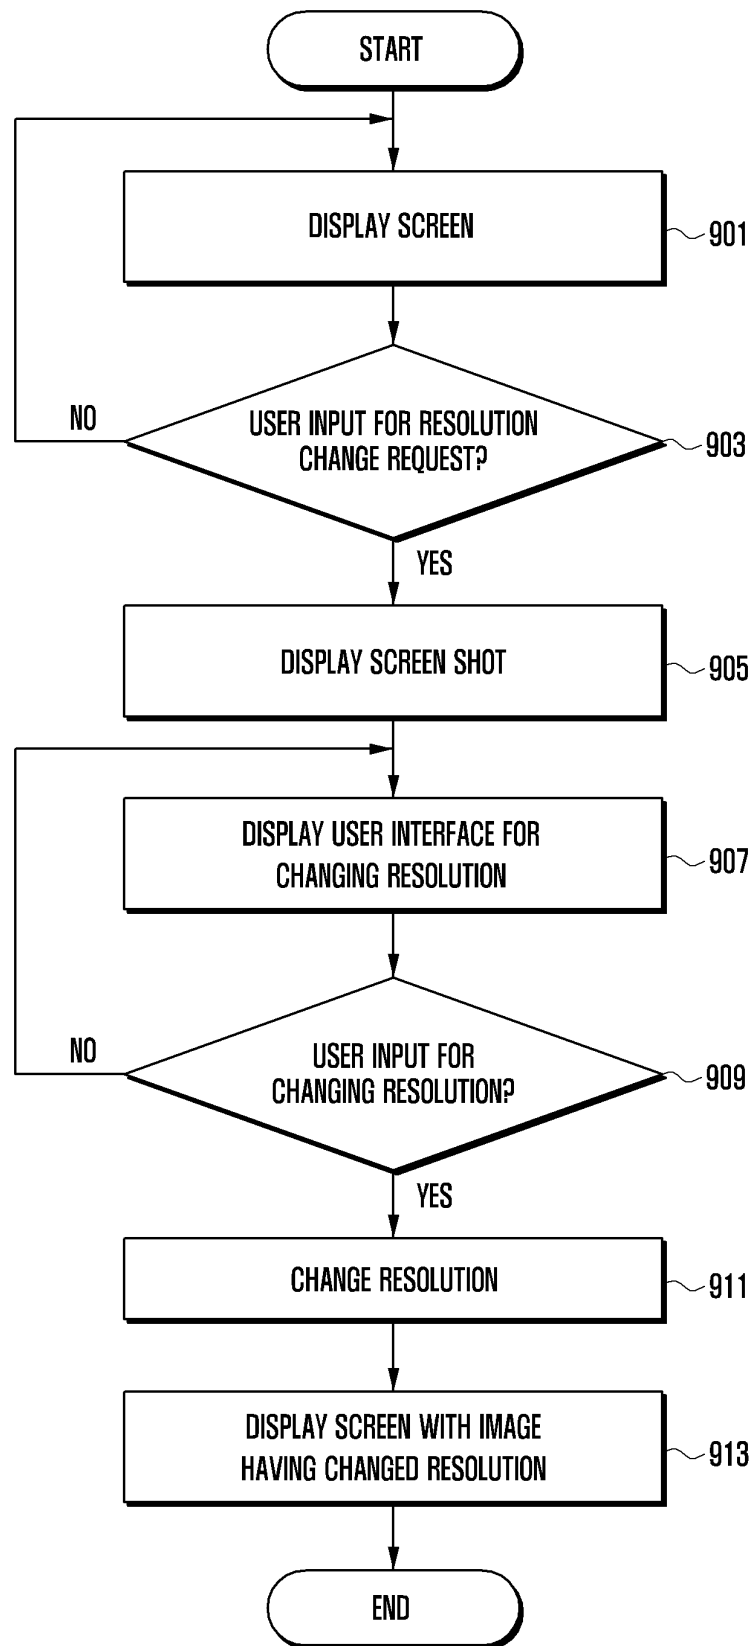 START
DISPLAY SCREEN
901
USER INPUT FOR RESOLUTION
CHANGE REQUEST?
903
NO
YES
DISPLAY SCREEN SHOT
905
DISPLAY USER INTERFACE FOR
CHANGING RESOLUTION
907
USER INPUT FOR
CHANGING RESOLUTION?
909
NO
YES
CHANGE RESOLUTION
911
DISPLAY SCREEN WITH IMAGE
HAVING CHANGED RESOLUTION
913
END